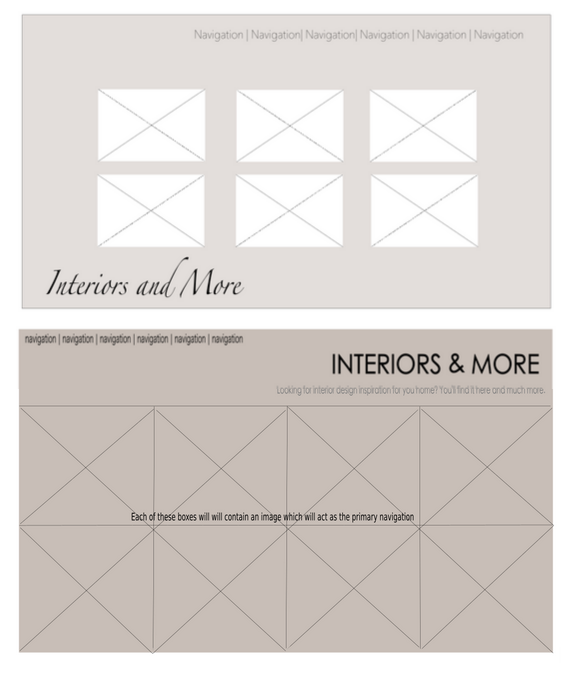 Navigation | Navigation| Navigation| Navigation | Navigation | Navigation
Interiors and More
navigation | navigation | navigation | navigation | navigation | navigation
INTERIORS & MORE
Looking for interior design inspiration for you home? You'll find it here and much more.
Each of these boxes will will contain an image which will act as the primary navigation